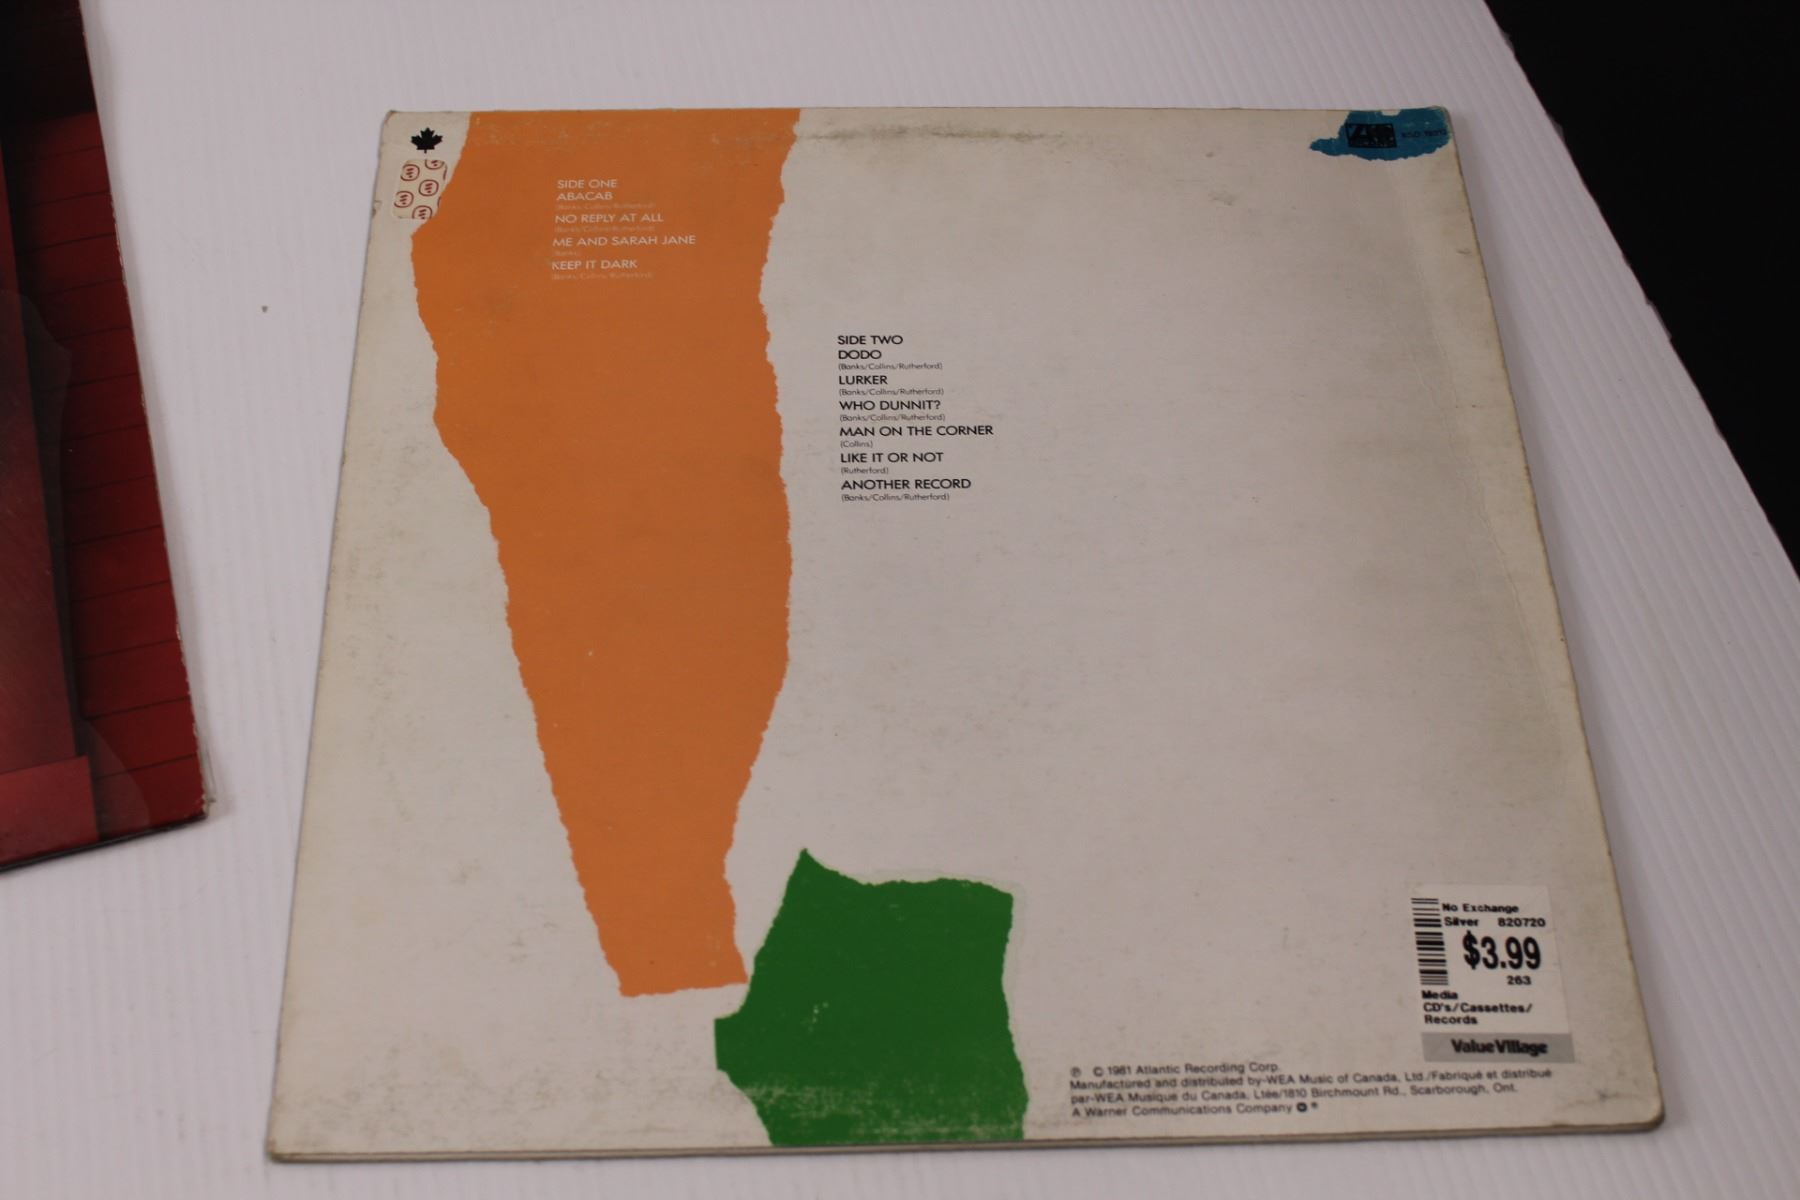 SIDE ONE
ABACAB
(Banks/Collins/Rutherford)
NO REPLY AT ALL
(Banks/Collins/Rutherford)
ME AND SARAH JANE
(Banks)
KEEP IT DARK
(Banks/Collins/Rutherford)
SIDE TWO
DODO
(Banks/Collins/Rutherford)
LURKER
(Banks/Collins/Rutherford)
WHO DUNNIT?
(Banks/Collins/Rutherford)
MAN ON THE CORNER
(Collins)
LIKE IT OR NOT
(Rutherford)
ANOTHER RECORD
(Banks/Collins/Rutherford)
No Exchange
Silver 820720
$3.99
263
Media
CD's/Cassettes/
Records
Value Village
℗ © 1981 Atlantic Recording Corp.
Manufactured and distributed by-WEA Music of Canada, Ltd./Fabriqué et distribué
par-WEA Musique du Canada, Ltée/1810 Birchmount Rd., Scarborough, Ont.
A Warner Communications Company